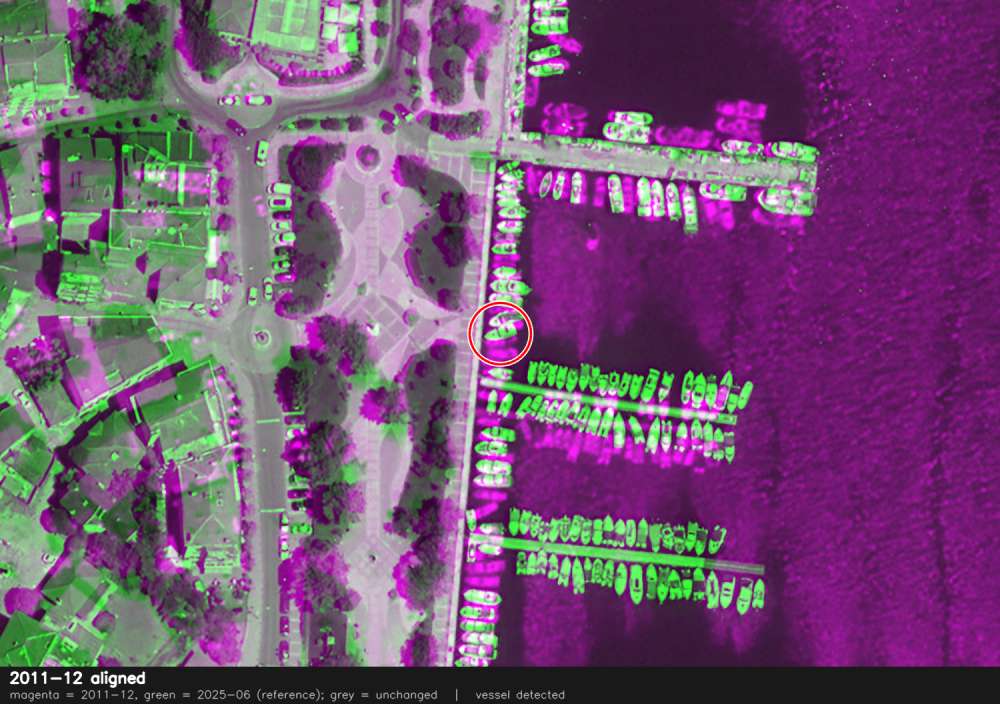 2011-12 aligned
magenta = 2011-12, green = 2025-06 (reference); grey = unchanged | vessel detected